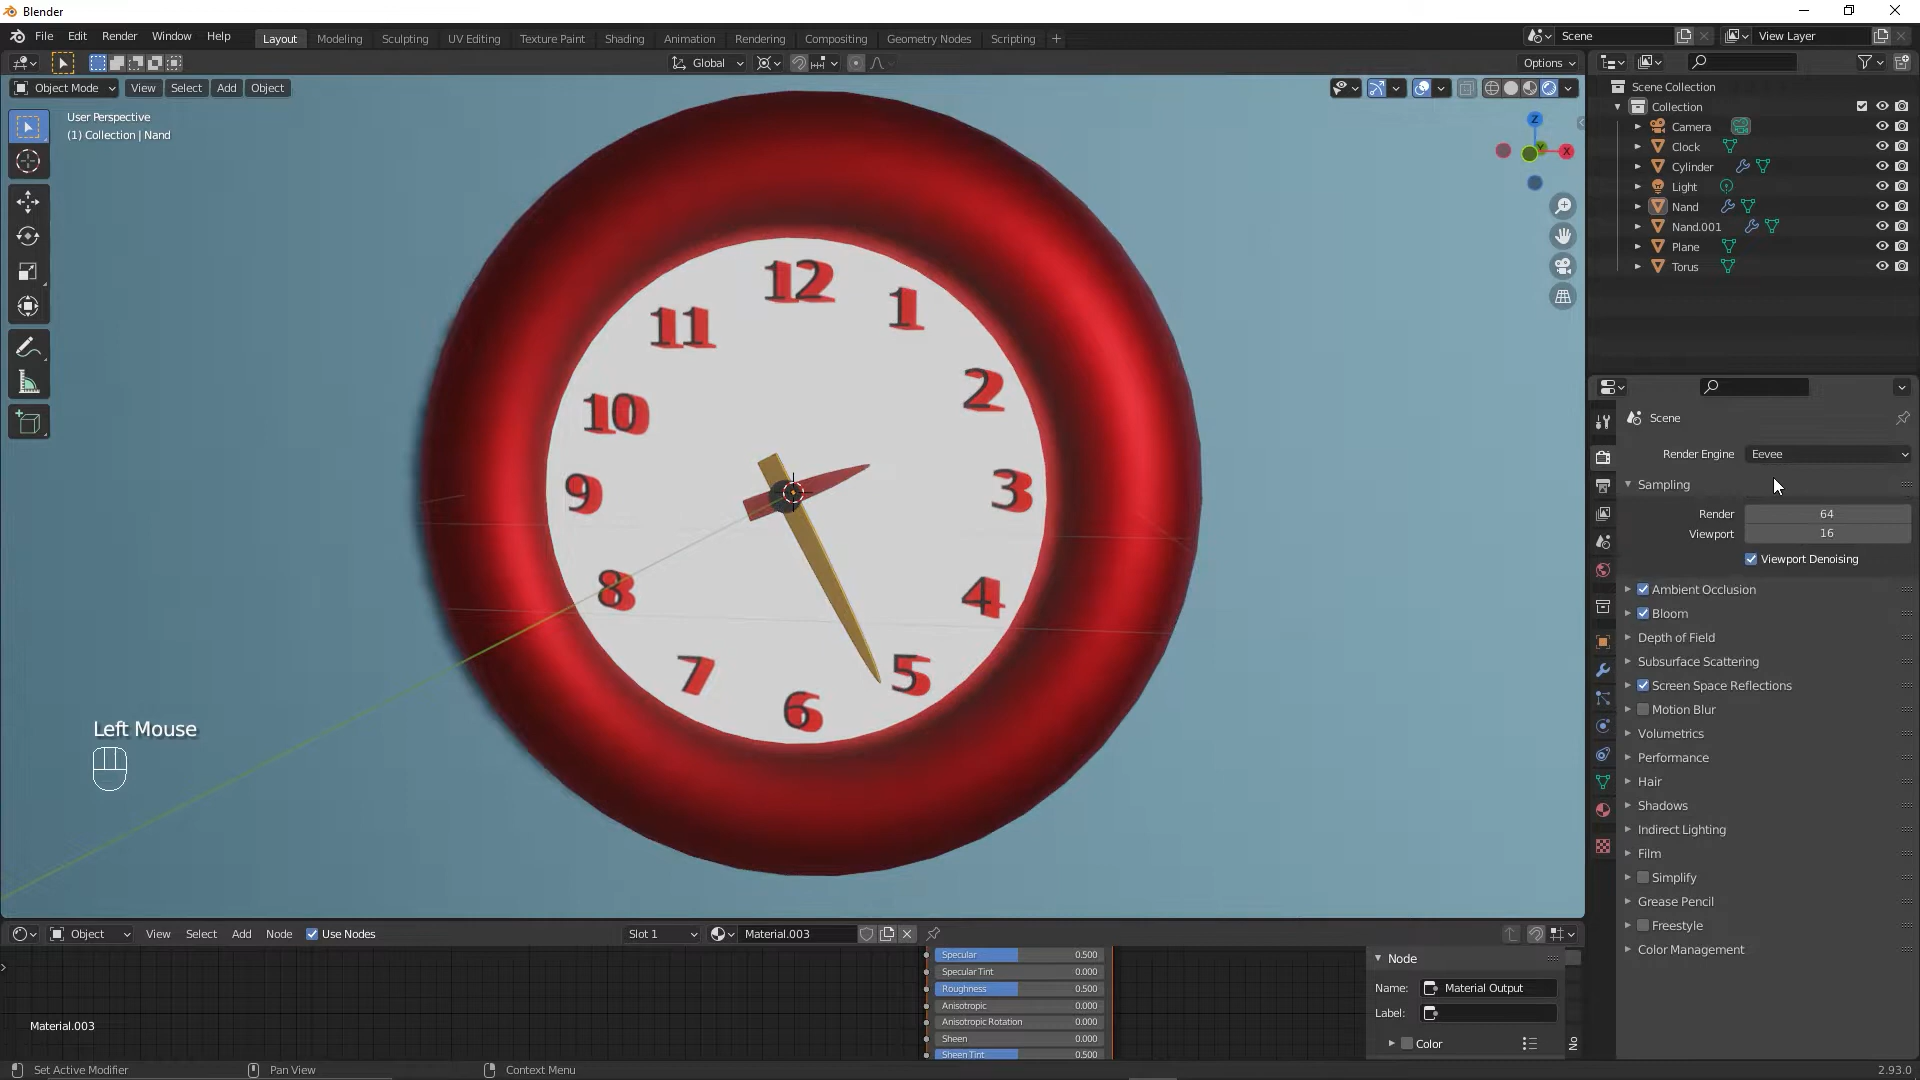 Blender
File Edit Render Window Help Layout Modeling Sculpting UV Editing Texture Paint Shading Animation Rendering Compositing Geometry Nodes Scripting + Scene View Layer
Global Options
Object Mode View Select Add Object
User Perspective
(1) Collection | Nand
Z
Y
X
12
1
2
3
4
5
6
7
8
9
10
11
Left Mouse
Scene Collection
Collection
Camera
Clock
Cylinder
Light
Nand
Nand.001
Plane
Torus
Scene
Render Engine Eevee
Sampling
Render 64
Viewport 16
Viewport Denoising
Ambient Occlusion
Bloom
Depth of Field
Subsurface Scattering
Screen Space Reflections
Motion Blur
Volumetrics
Performance
Hair
Shadows
Indirect Lighting
Film
Simplify
Grease Pencil
Freestyle
Color Management
Object View Select Add Node Use Nodes Slot 1 Material.003
Specular 0.500
Specular Tint 0.000
Roughness 0.500
Anisotropic 0.000
Anisotropic Rotation 0.000
Sheen 0.000
Sheen Tint 0.500
Node
Name: Material Output
Label:
Color
No
Material.003
Set Active Modifier Pan View Context Menu 2.93.0